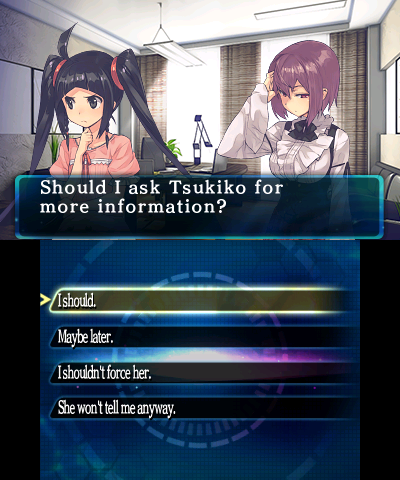 Should I ask Tsukiko for
more information?
I should.
Maybe later.
I shouldn't force her.
She won't tell me anyway.